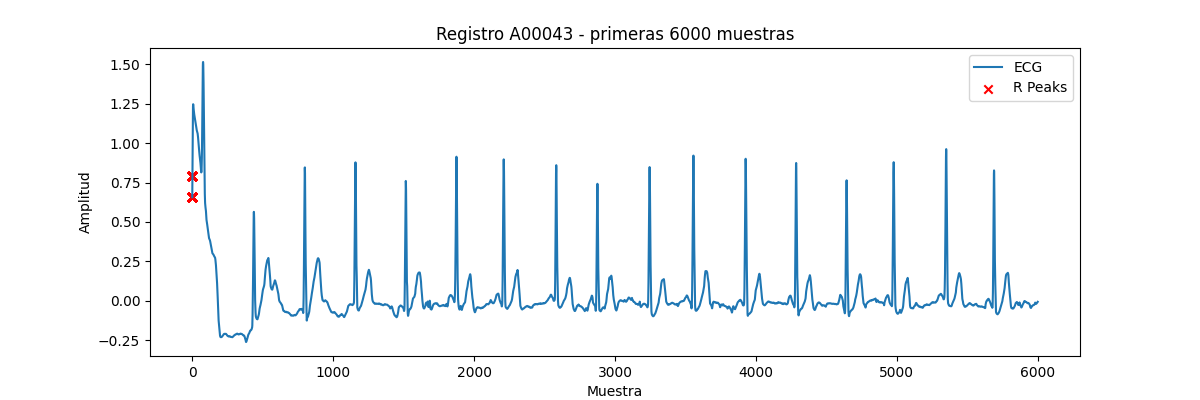 Registro A00043 - primeras 6000 muestras
ECG
R Peaks
Amplitud
1.50
1.25
1.00
0.75
0.50
0.25
0.00
−0.25
0 1000 2000 3000 4000 5000 6000
Muestra